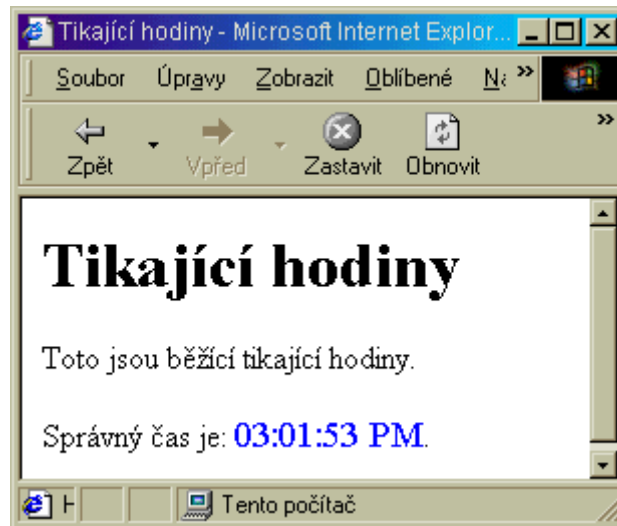 Tikající hodiny - Microsoft Internet Explor...
Soubor Úpravy Zobrazit Oblíbené »
Zpět Vpřed Zastavit Obnovit »
Tikající hodiny
Toto jsou běžící tikající hodiny.
Správný čas je: 03:01:53 PM.
Tento počítač